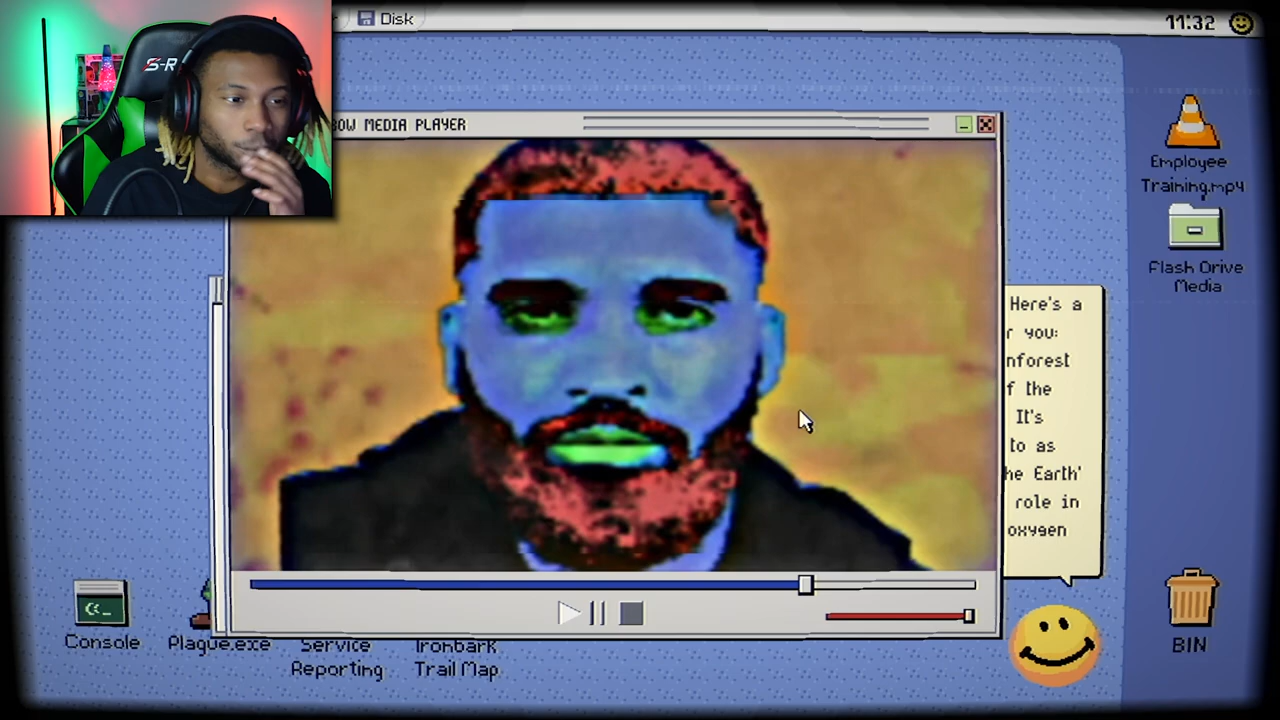 Disk
11:32
S-R
OW MEDIA PLAYER
Employee
Training.mp4
Flash Drive
Media
Here's a
r you:
nforest
f the
It's
to as
he Earth'
role in
oxygen
Console
Plague.exe
Service
Reporting
Ironbark
Trail Map
BIN